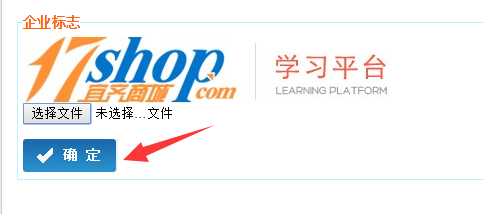 企业标志
17shop
宜齐商城.com
学习平台
LEARNING PLATFORM
选择文件 未选择...文件
确 定